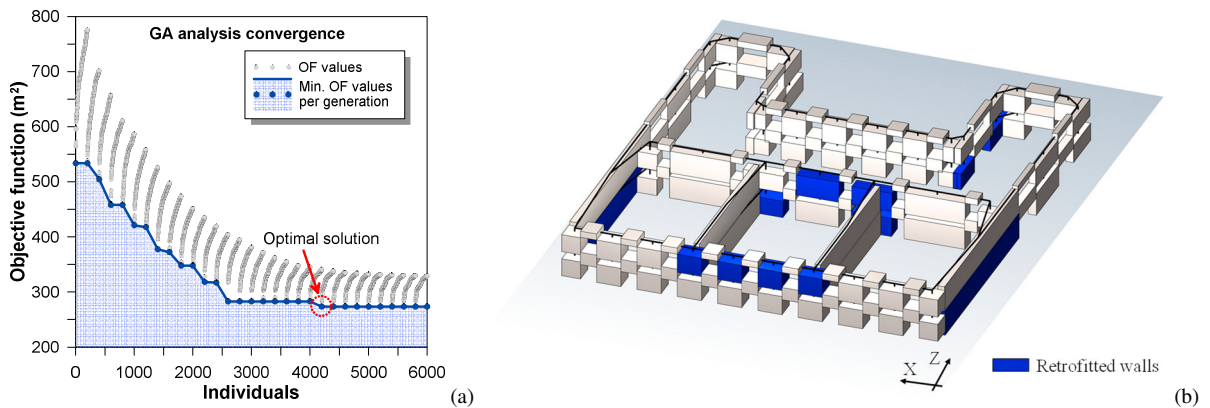 GA analysis convergence
OF values
Min. OF values
per generation
Optimal solution
Objective function (m²)
800
700
600
500
400
300
200
0
1000
2000
3000
4000
5000
6000
Individuals
(a)
X
Z
Retrofitted walls
(b)